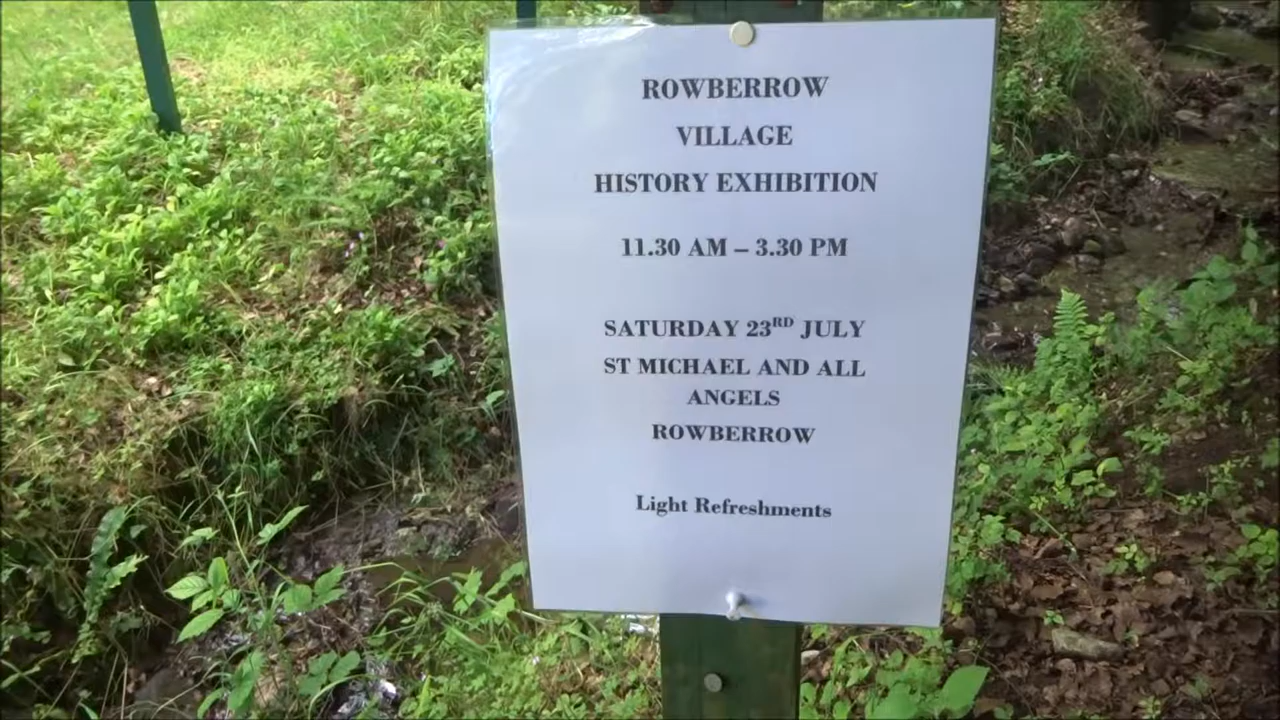 ROWBERROW
VILLAGE
HISTORY EXHIBITION
11.30 AM – 3.30 PM
SATURDAY 23RD JULY
ST MICHAEL AND ALL
ANGELS
ROWBERROW
Light Refreshments